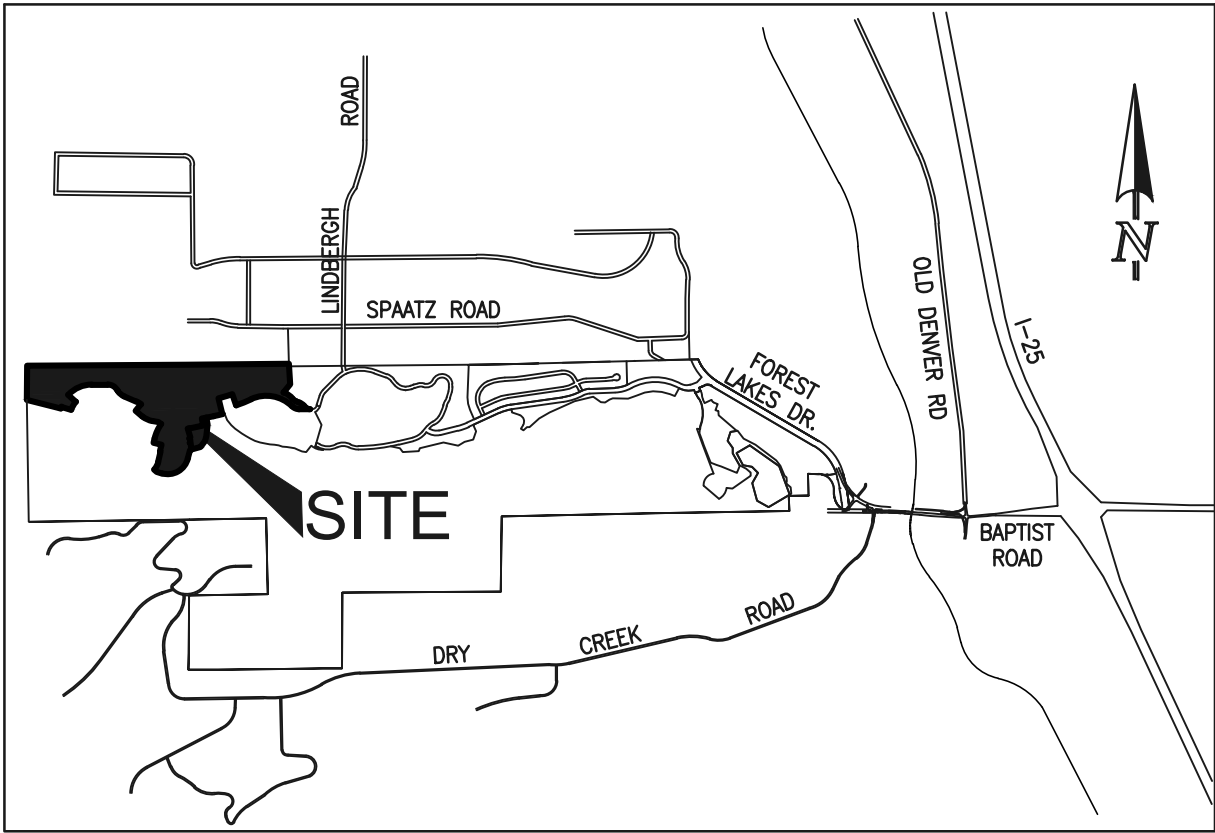 LINDBERGH ROAD
SPAATZ ROAD
FOREST
LAKES DR.
OLD DENVER RD
I-25
N
SITE
BAPTIST
ROAD
DRY CREEK ROAD